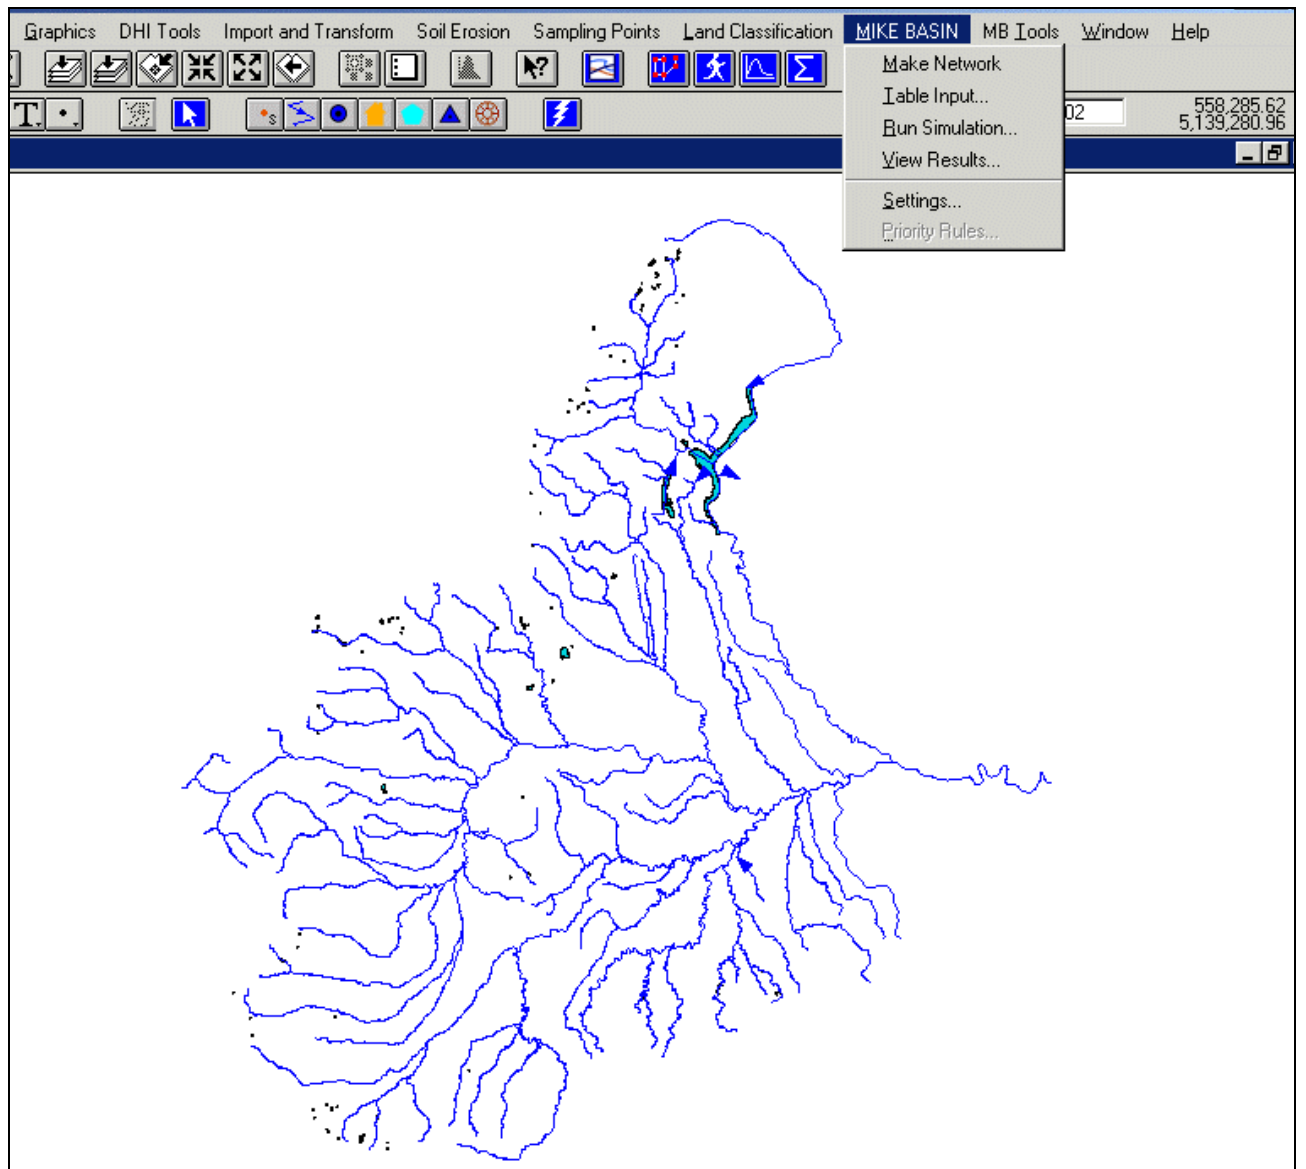 Graphics DHI Tools Import and Transform Soil Erosion Sampling Points Land Classification MIKE BASIN MB Tools Window Help
T S 02 558,285.62
5,139,280.96
Make Network
Table Input...
Run Simulation...
View Results...
Settings...
Priority Rules...